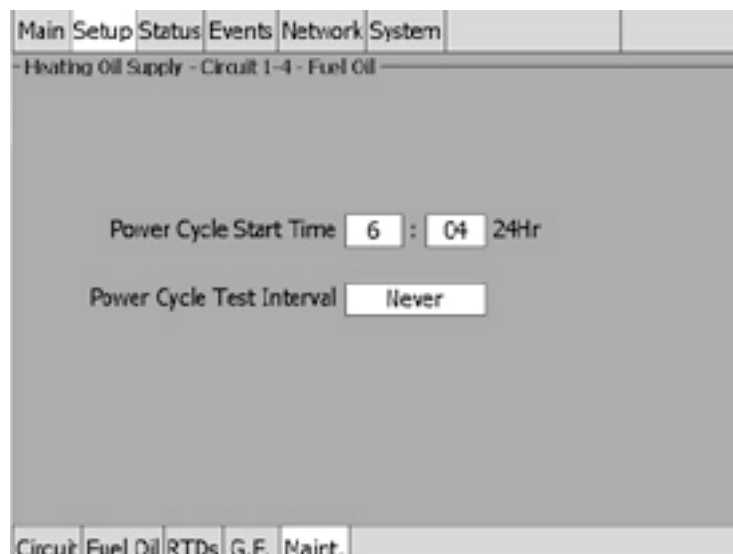 Main Setup Status Events Network System
Heating Oil Supply - Circuit 1-4 - Fuel Oil
Power Cycle Start Time 6 : 04 24Hr
Power Cycle Test Interval Never
Circuit Fuel Oil RTDs G.F. Maint.